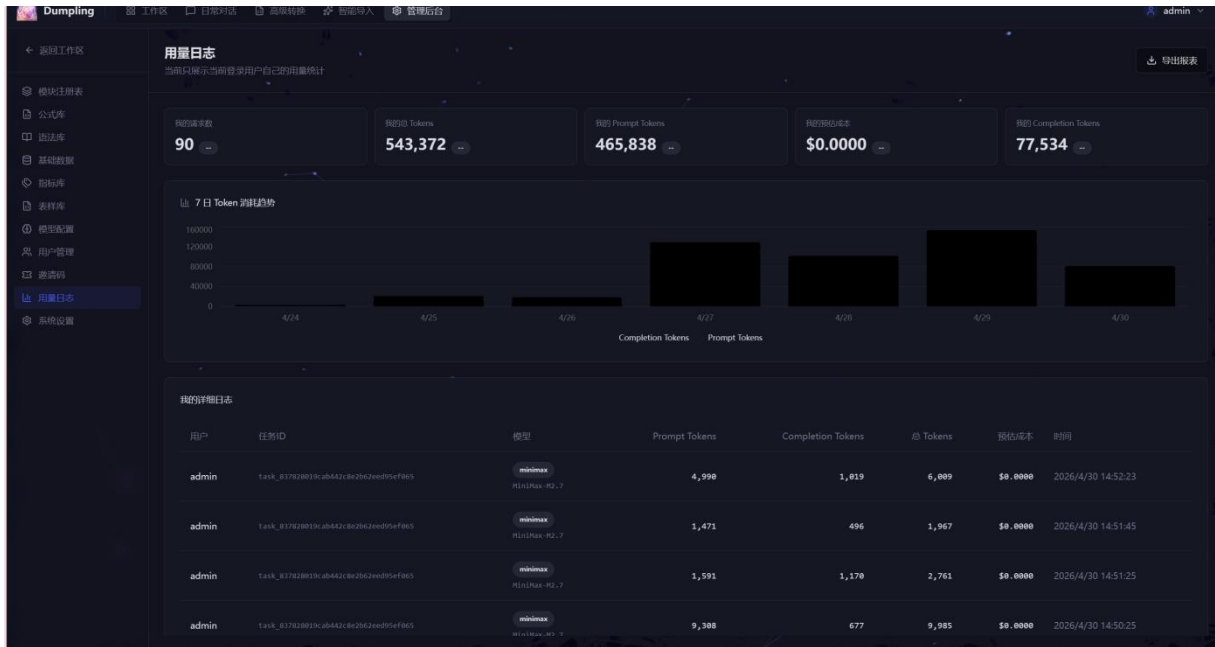 Dumpling 工作区 日常对话 高级转换 智能导入 管理后台 admin
返回工作区
模块注册表
公式库
语法库
基础数据
指标库
表样库
模型配置
用户管理
邀请码
用量日志
系统设置
用量日志
当前只展示当前登录用户自己的用量统计
导出报表
我的请求数
90 --
我的总 Tokens
543,372 --
我的 Prompt Tokens
465,838 --
我的预估成本
$0.0000 --
我的 Completion Tokens
77,534 --
7 日 Token 消耗趋势
160000
120000
80000
40000
0
4/24 4/25 4/26 4/27 4/28 4/29 4/30
Completion Tokens Prompt Tokens
我的详细日志
用户 任务ID 模型 Prompt Tokens Completion Tokens 总 Tokens 预估成本 时间
admin minimax 4,990 1,019 6,009 $0.0000 2026/4/30 14:52:23
MiniMax-M2.7
admin minimax 1,471 496 1,967 $0.0000 2026/4/30 14:51:45
MiniMax-M2.7
admin minimax 1,591 1,170 2,761 $0.0000 2026/4/30 14:51:25
MiniMax-M2.7
admin minimax 9,308 677 9,985 $0.0000 2026/4/30 14:50:25
MiniMax-M2.7